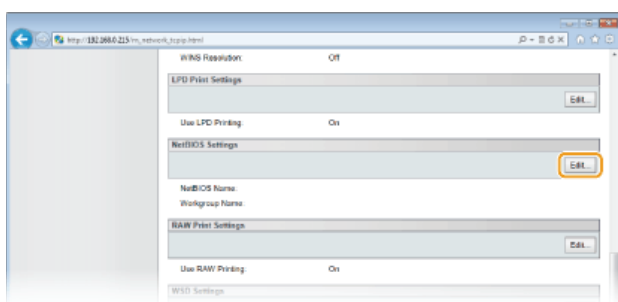 http://192.168.0.215/m_network_tcpip.html
WINS Resolution: Off
LPD Print Settings
Edit...
Use LPD Printing: On
NetBIOS Settings
Edit...
NetBIOS Name:
Workgroup Name:
RAW Print Settings
Edit...
Use RAW Printing: On
WSD Settings